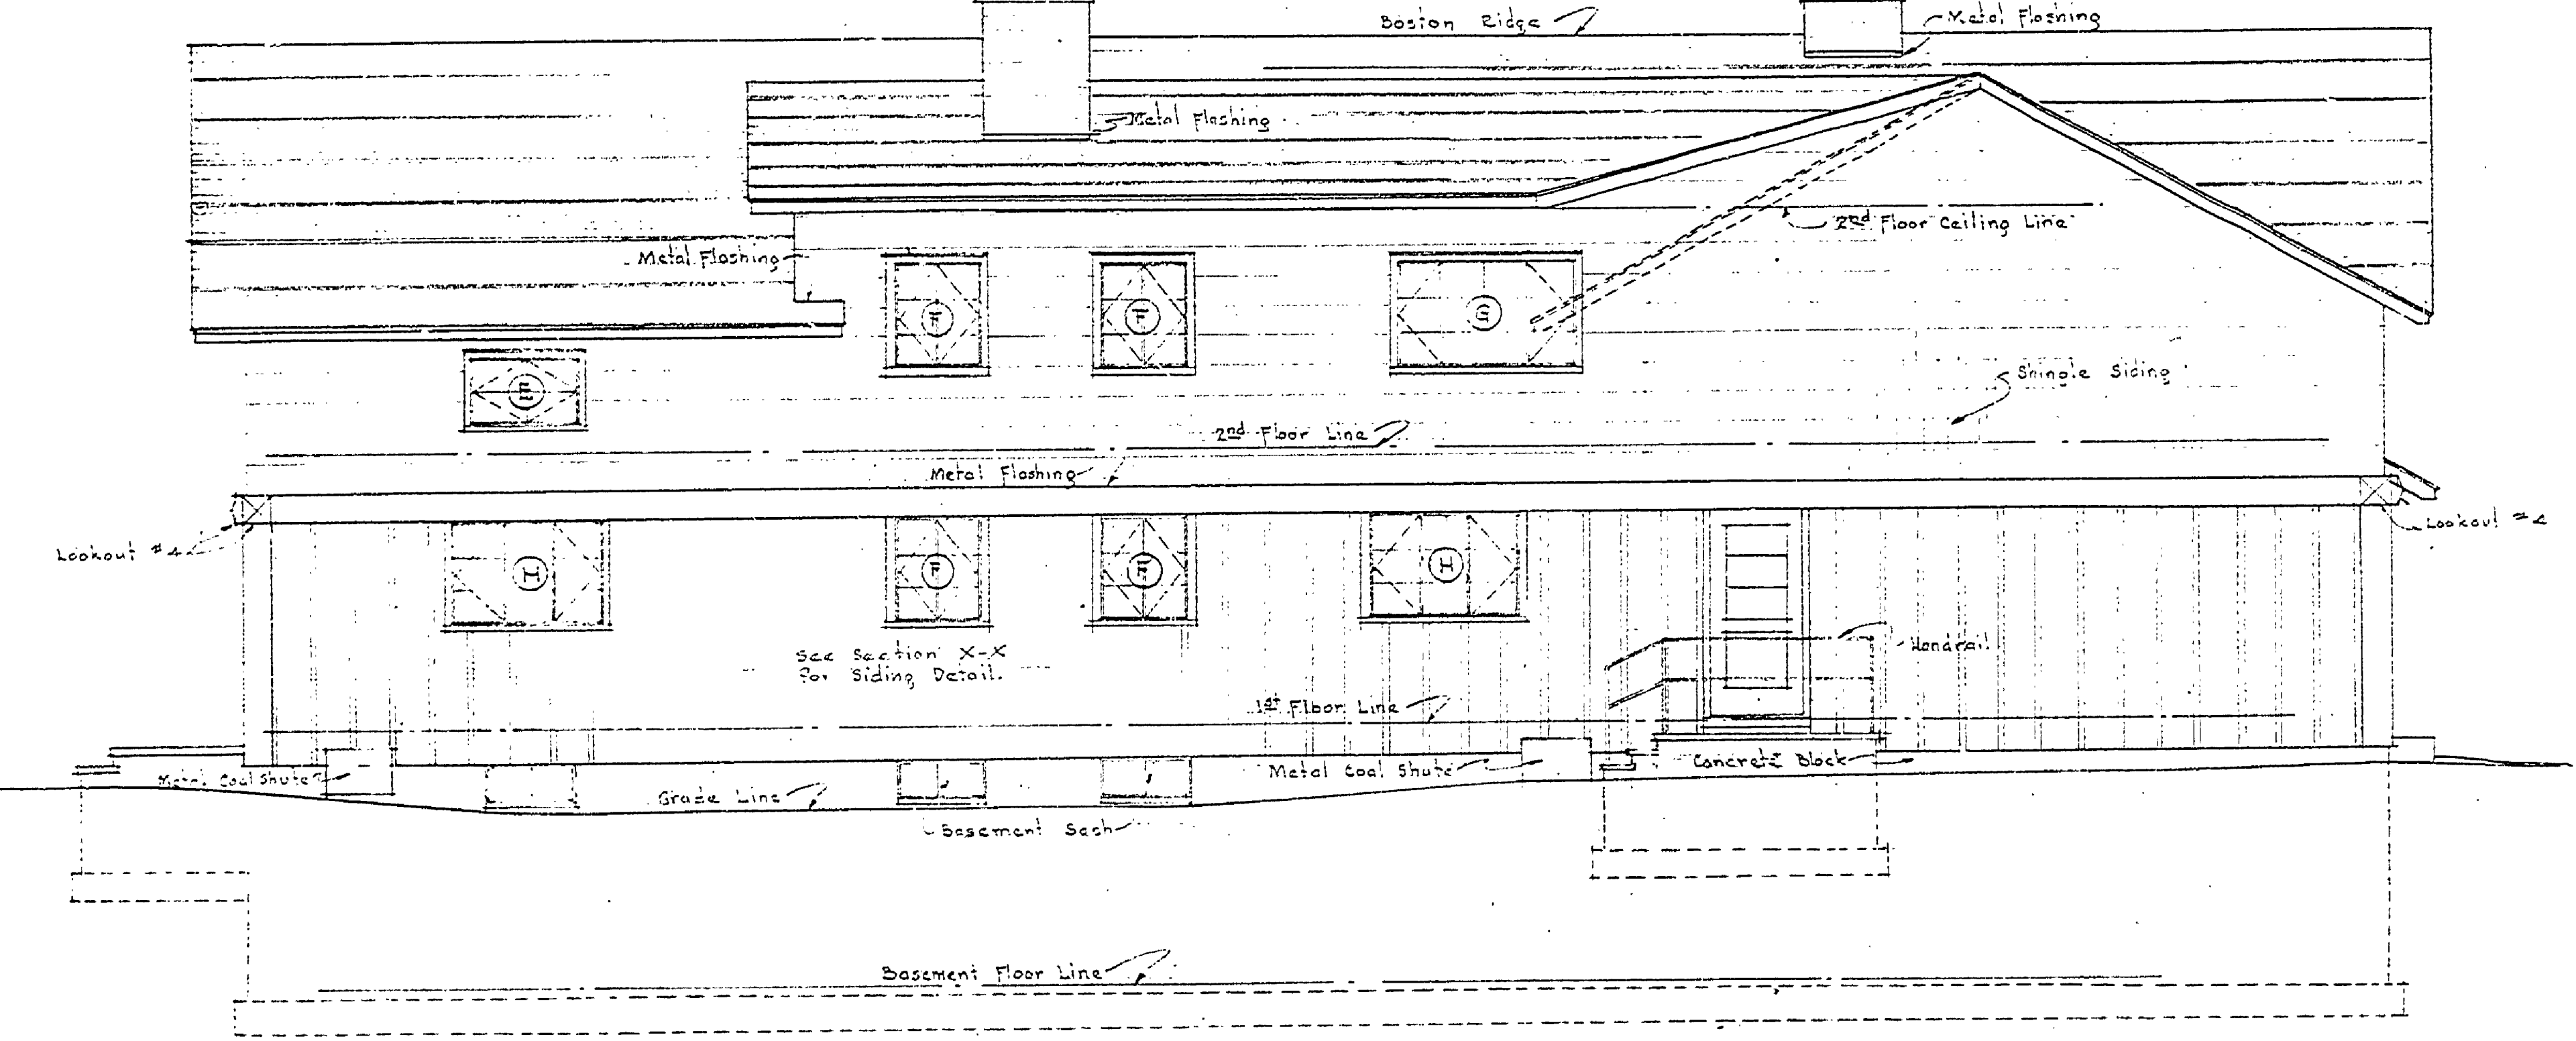 Boston Ridge
Metal Flashing
Metal Flashing
2nd Floor Ceiling Line
Metal Flashing
F
F
G
E
Shingle Siding
2nd Floor Line
Metal Flashing
Lookout #4
Lookout #4
H
F
F
H
See Section X-X
for Siding Detail.
Handrail
1st Floor Line
Metal Coal Shute
Metal Coal Shute
Concrete Block
Grade Line
Basement Sash
Basement Floor Line